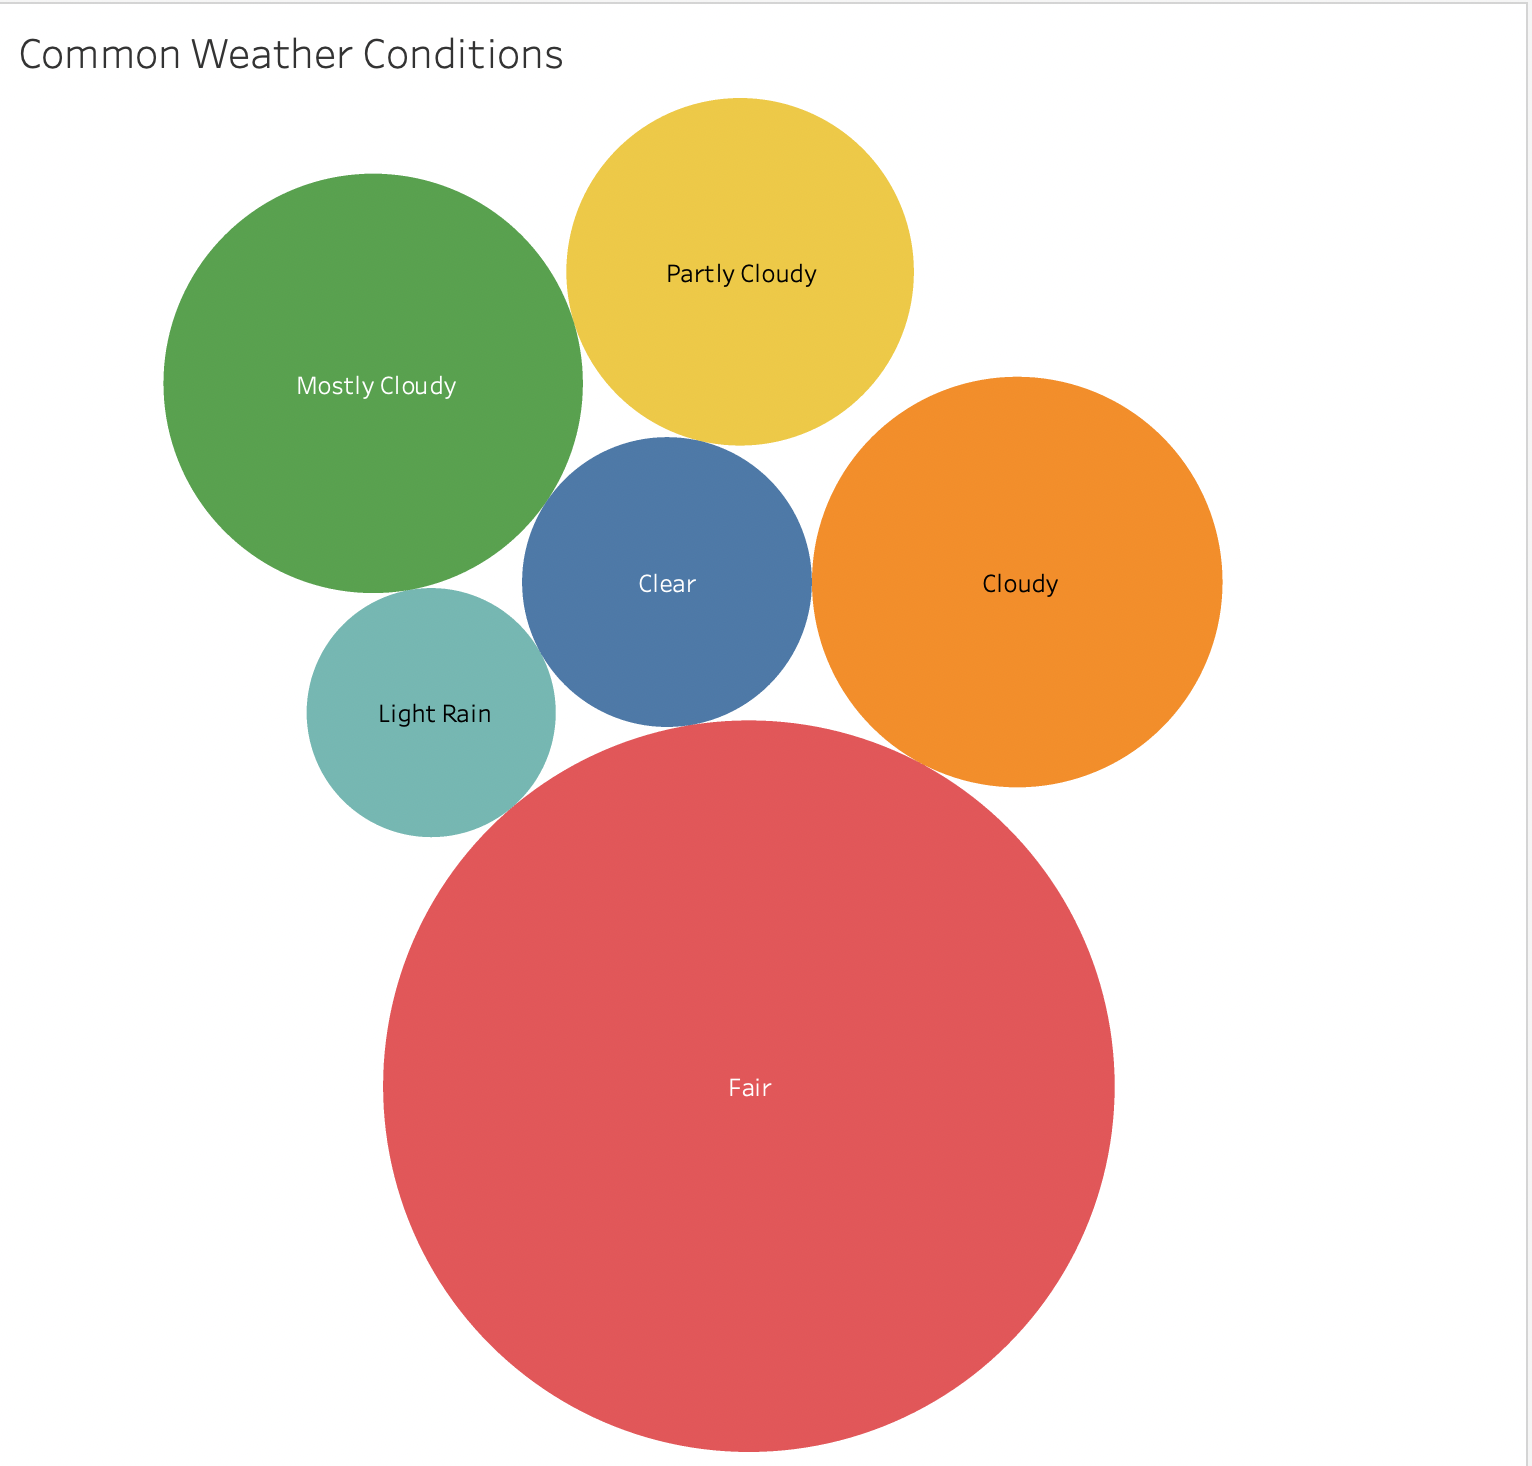 Common Weather Conditions
Partly Cloudy
Mostly Cloudy
Clear
Cloudy
Light Rain
Fair